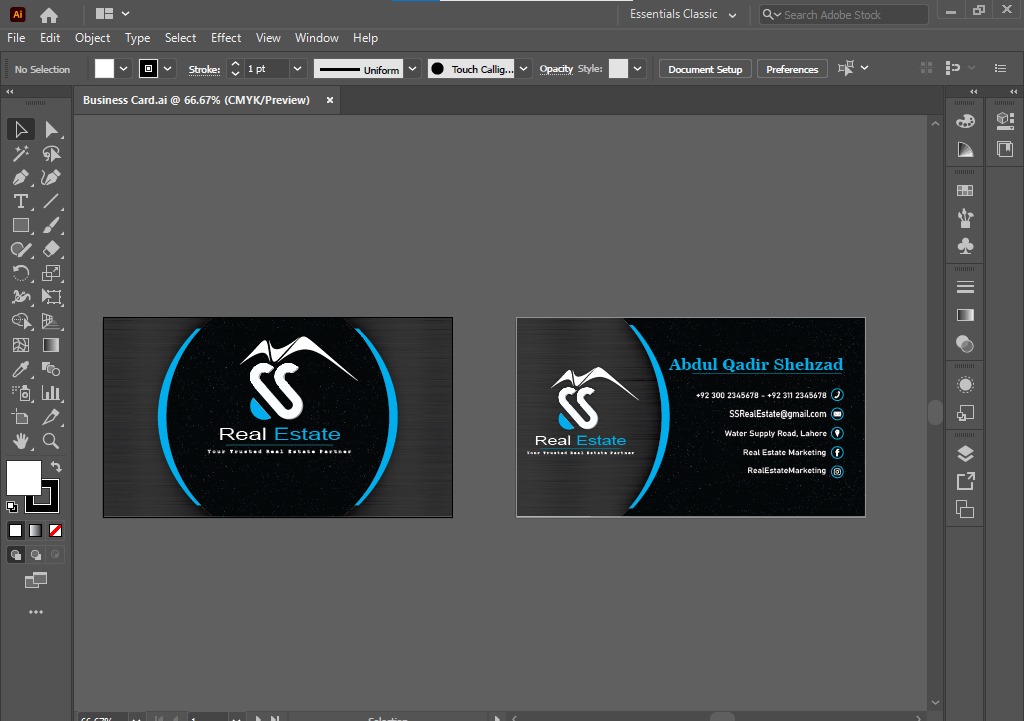 Ai
Essentials Classic
Search Adobe Stock
File Edit Object Type Select Effect View Window Help
No Selection
Stroke:
1 pt
Uniform
Touch Callig...
Opacity
Style:
Document Setup
Preferences
Business Card.ai @ 66.67% (CMYK/Preview)
SS
Real Estate
Your Trusted Real Estate Partner
SS
Real Estate
Your Trusted Real Estate Partner
Abdul Qadir Shehzad
+92 300 2345678 - +92 311 2345678
SSRealEstate@gmail.com
Water Supply Road, Lahore
Real Estate Marketing
RealEstateMarketing
66.67%
1
Selection